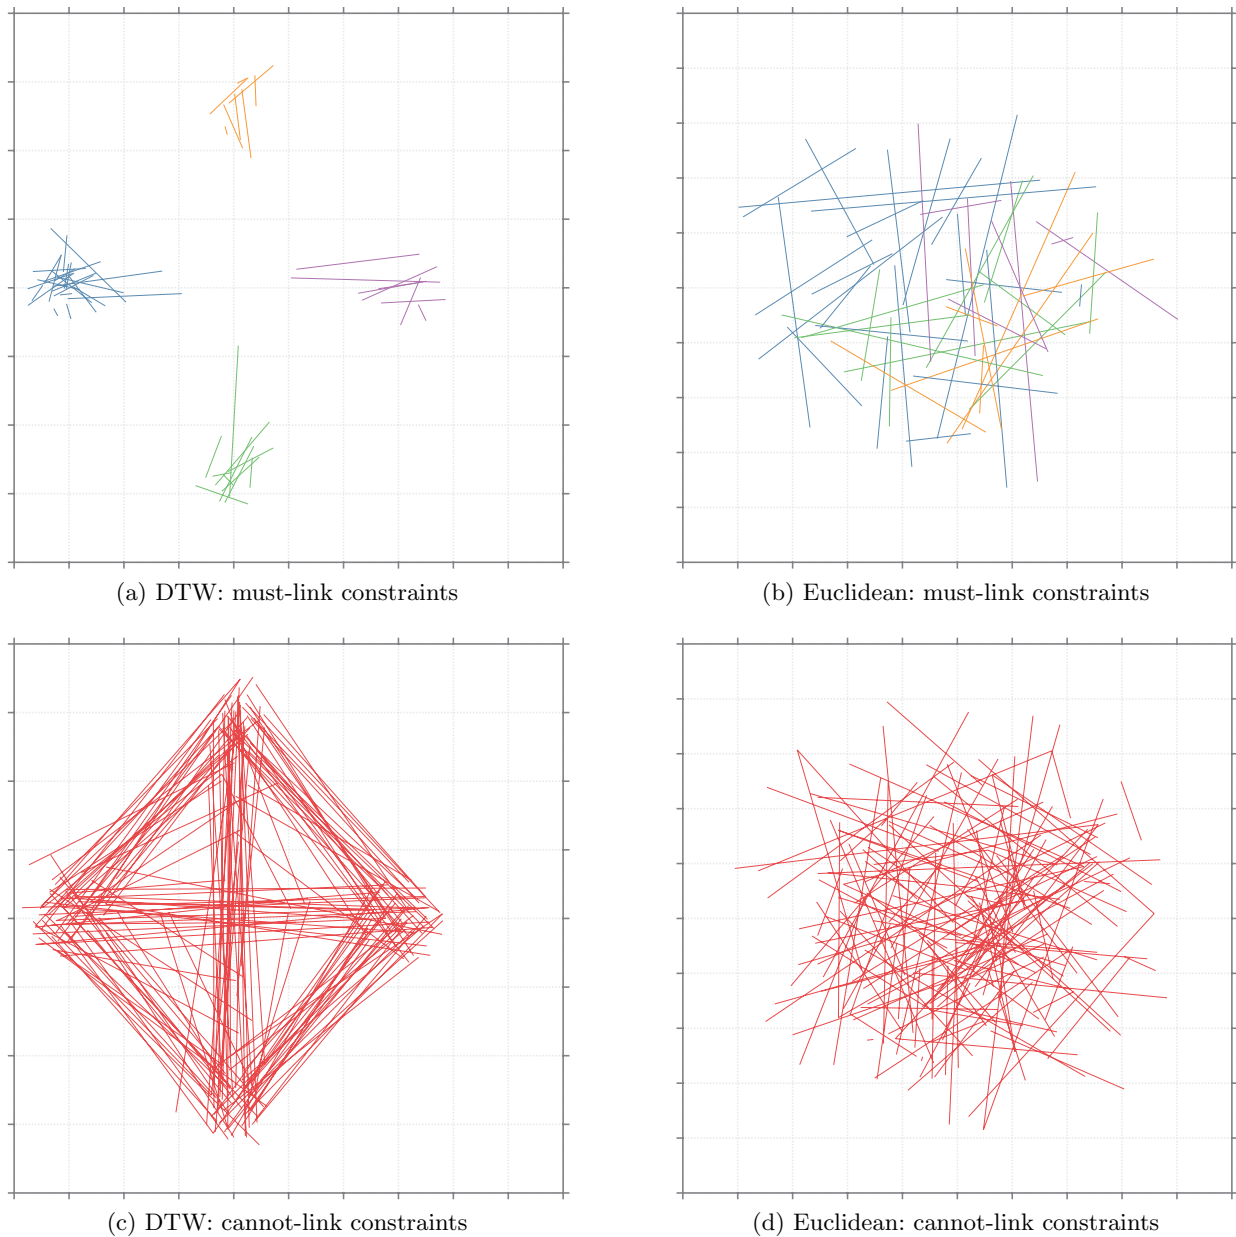 (a) DTW: must-link constraints
(b) Euclidean: must-link constraints
(c) DTW: cannot-link constraints
(d) Euclidean: cannot-link constraints